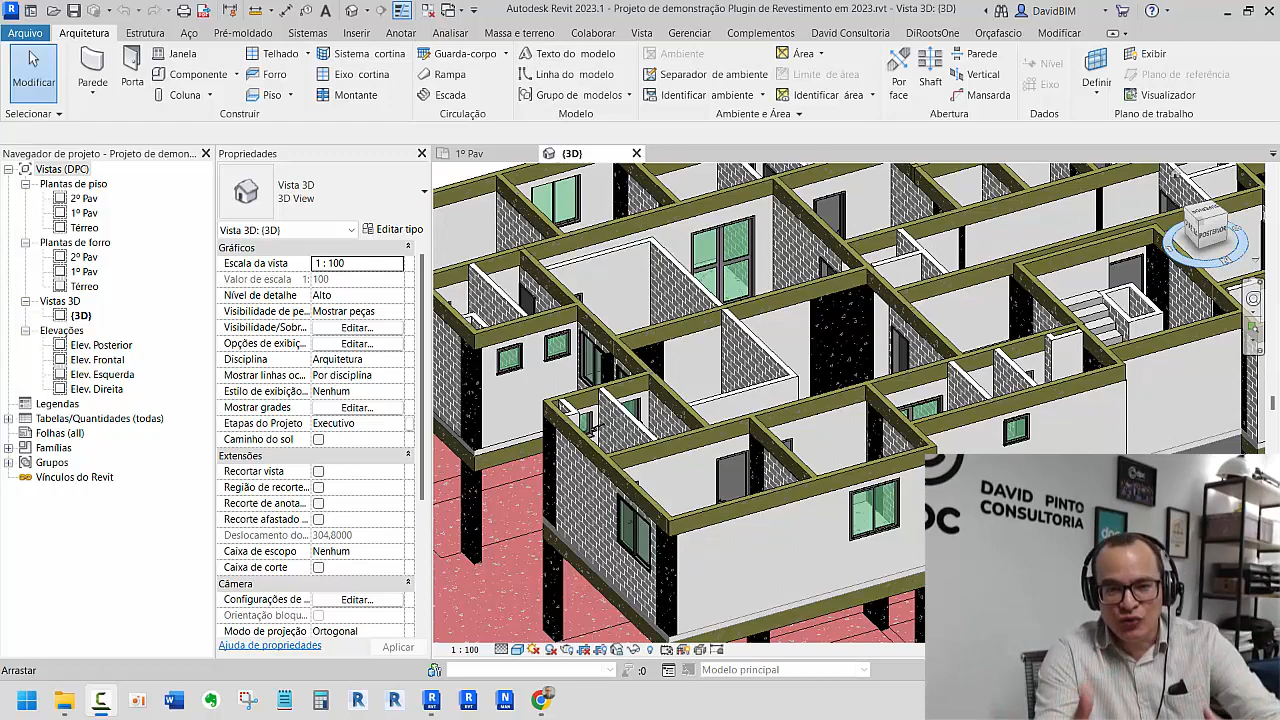 Autodesk Revit 2023.1 - Projeto de demonstração Plugin de Revestimento em 2023.rvt - Vista 3D: {3D}
DavidBIM
Arquivo Arquitetura Estrutura Aço Pré-moldado Sistemas Inserir Anotar Analisar Massa e terreno Colaborar Vista Gerenciar Complementos David Consultoria DiRootsOne Orçafascio Modificar
Modificar
Parede
Porta
Janela
Componente
Coluna
Telhado
Forro
Piso
Sistema cortina
Eixo cortina
Montante
Guarda-corpo
Rampa
Escada
Texto do modelo
Linha do modelo
Grupo de modelos
Ambiente
Separador de ambiente
Identificar ambiente
Área
Limite de área
Identificar área
Por face
Shaft
Parede
Vertical
Mansarda
Nível
Eixo
Definir
Exibir
Plano de referência
Visualizador
Selecionar Construir Circulação Modelo Ambiente e Área Abertura Dados Plano de trabalho
Navegador de projeto - Projeto de demon...
Vistas (DPC)
Plantas de piso
2º Pav
1º Pav
Térreo
Plantas de forro
2º Pav
1º Pav
Térreo
Vistas 3D
{3D}
Elevações
Elev. Posterior
Elev. Frontal
Elev. Esquerda
Elev. Direita
Legendas
Tabelas/Quantidades (todas)
Folhas (all)
Famílias
Grupos
Vínculos do Revit
Propriedades
Vista 3D
3D View
Vista 3D: {3D} Editar tipo
Gráficos
Escala da vista 1 : 100
Valor de escala 1: 100
Nível de detalhe Alto
Visibilidade de pe... Mostrar peças
Visibilidade/Sobr... Editar...
Opções de exibiç... Editar...
Disciplina Arquitetura
Mostrar linhas oc... Por disciplina
Estilo de exibição... Nenhum
Mostrar grades Editar...
Etapas do Projeto Executivo
Caminho do sol
Extensões
Recortar vista
Região de recorte...
Recorte de anota...
Recorte afastado ...
Deslocamento do... 304,8000
Caixa de escopo Nenhum
Caixa de corte
Câmera
Configurações de ... Editar...
Orientação bloqu...
Modo de projeção Ortogonal
Ajuda de propriedades Aplicar
1º Pav {3D}
POSTERIOR
DAVID PINTO
CONSULTORIA
dpc
1 : 100
Arrastar
:0
Modelo principal